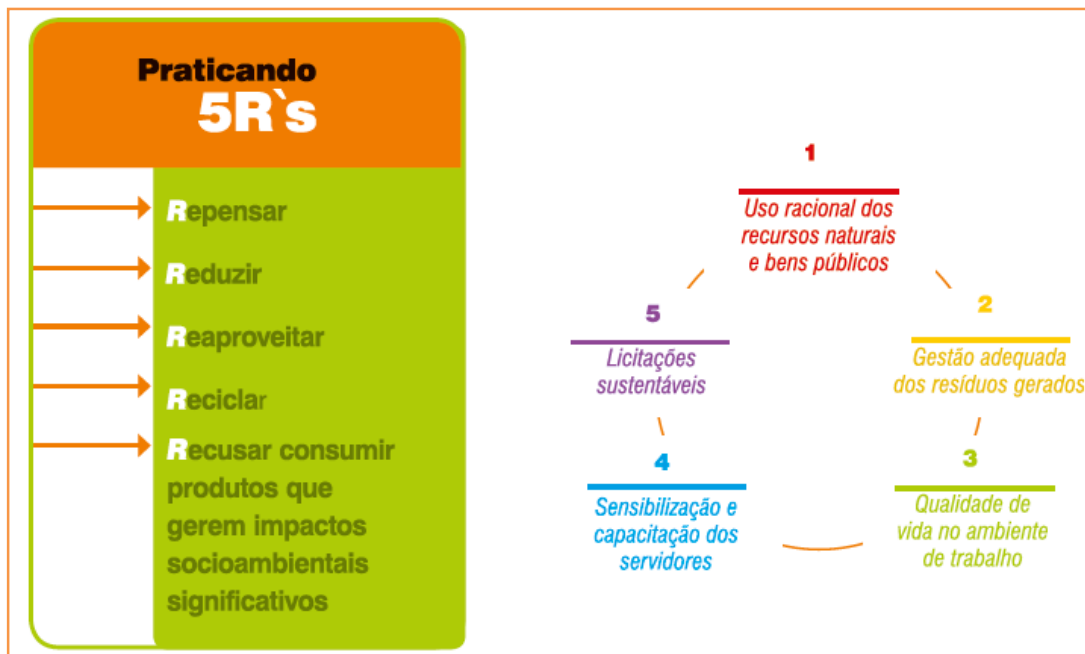 Praticando
5R`s
Repensar
Reduzir
Reaproveitar
Reciclar
Recusar consumir
produtos que
gerem impactos
socioambientais
significativos
1
Uso racional dos
recursos naturais
e bens públicos
2
Gestão adequada
dos resíduos gerados
3
Qualidade de
vida no ambiente
de trabalho
4
Sensibilização e
capacitação dos
servidores
5
Licitações
sustentáveis